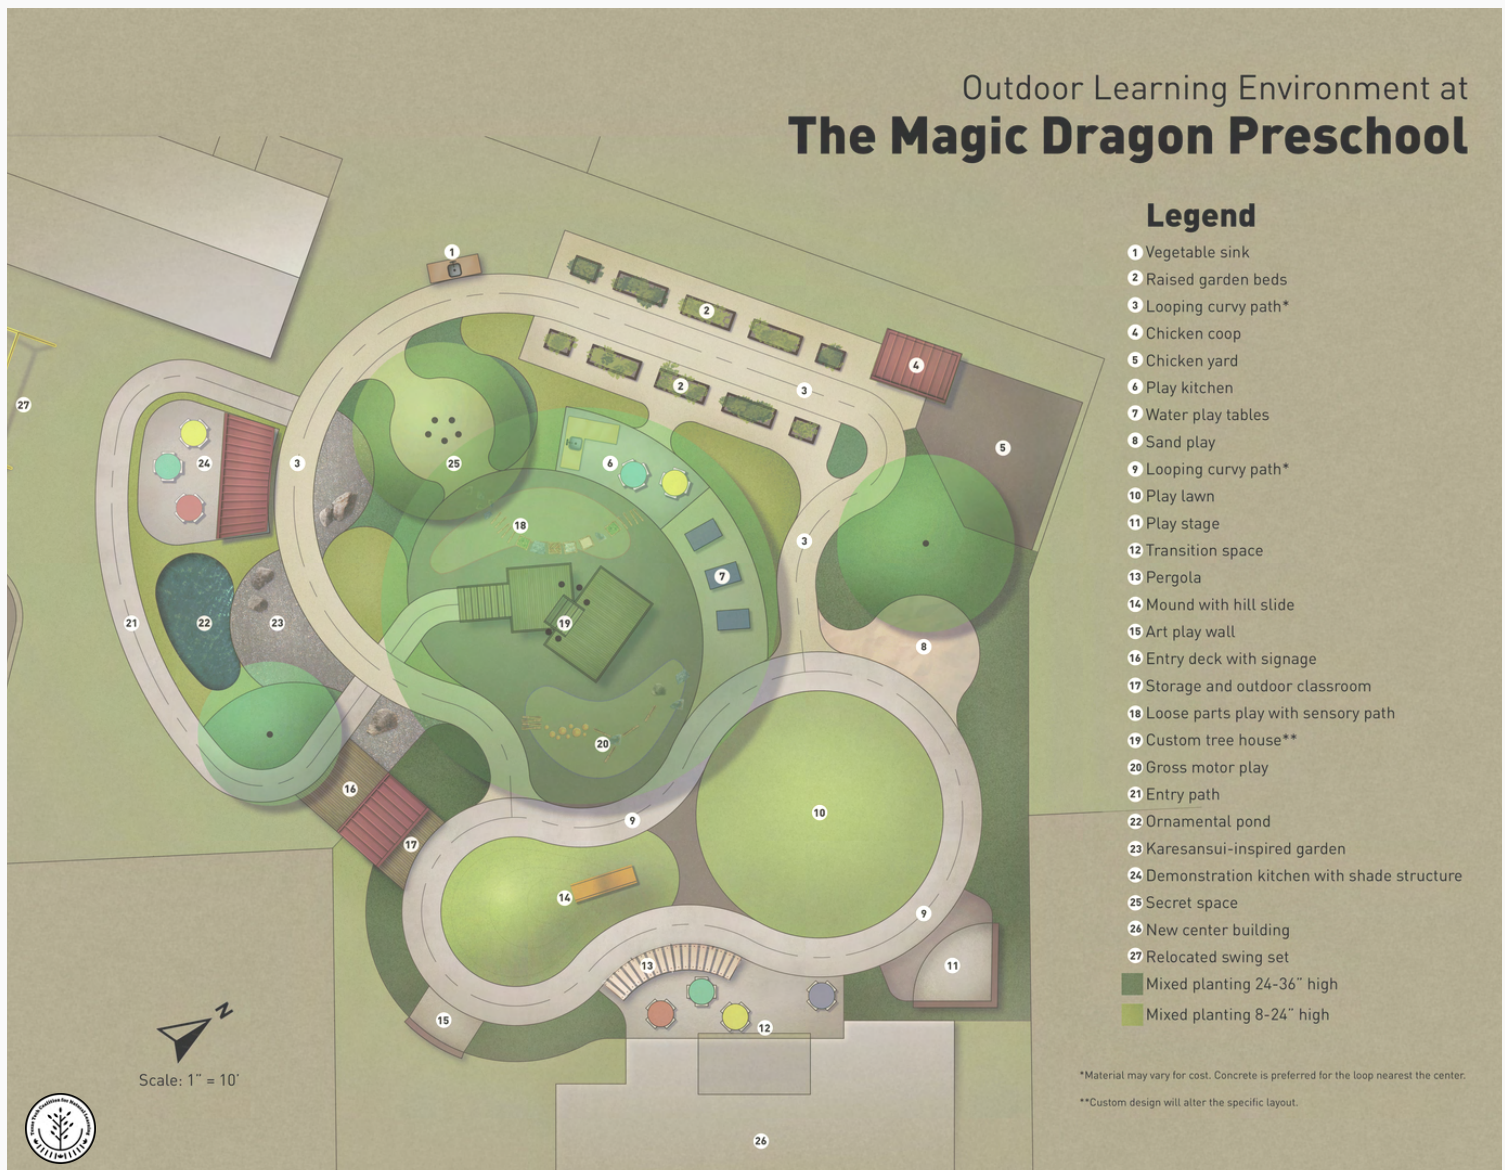 Outdoor Learning Environment at
The Magic Dragon Preschool
Legend
1 Vegetable sink
2 Raised garden beds
3 Looping curvy path*
4 Chicken coop
5 Chicken yard
6 Play kitchen
7 Water play tables
8 Sand play
9 Looping curvy path*
10 Play lawn
11 Play stage
12 Transition space
13 Pergola
14 Mound with hill slide
15 Art play wall
16 Entry deck with signage
17 Storage and outdoor classroom
18 Loose parts play with sensory path
19 Custom tree house**
20 Gross motor play
21 Entry path
22 Ornamental pond
23 Karesansui-inspired garden
24 Demonstration kitchen with shade structure
25 Secret space
26 New center building
27 Relocated swing set
Mixed planting 24-36” high
Mixed planting 8-24” high
*Material may vary for cost. Concrete is preferred for the loop nearest the center.
**Custom design will alter the specific layout.
1
2
4
2
3
27
5
24
3
25
6
18
3
7
21
22
23
19
8
20
16
10
9
17
14
9
13
11
15
12
26
N
Scale: 1” = 10’
Texas Tech Coalition for Natural Learning